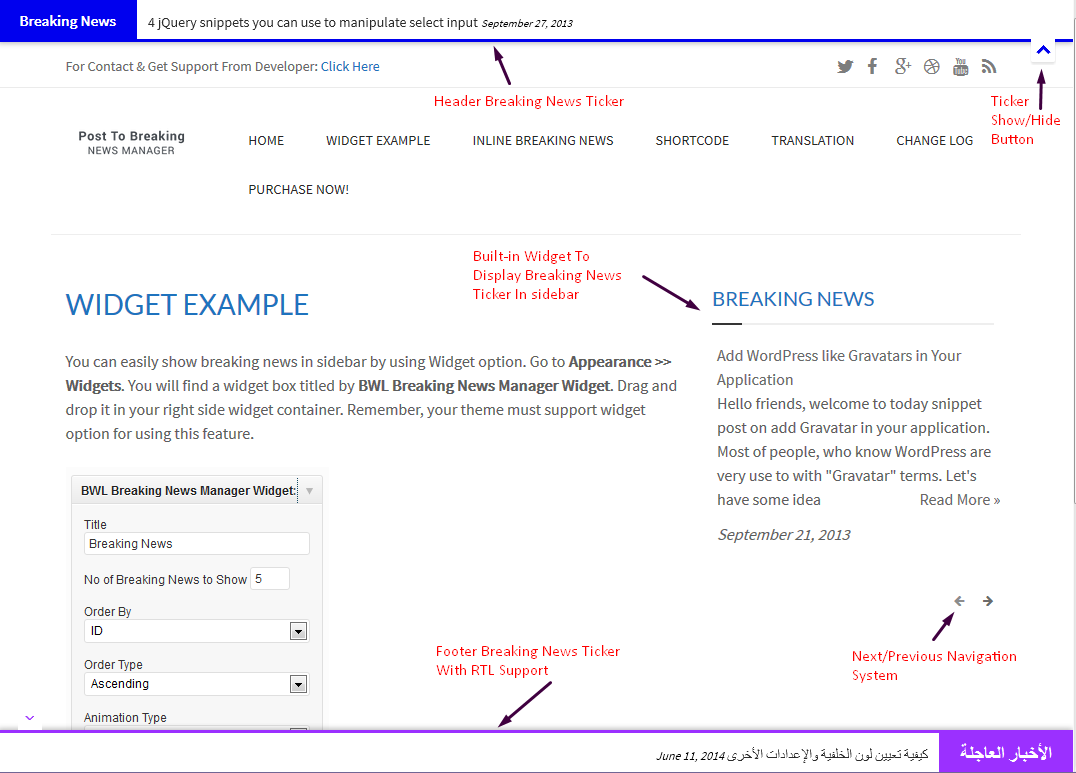 Breaking News
4 jQuery snippets you can use to manipulate select input September 27, 2013
For Contact & Get Support From Developer: Click Here
You Tube
Header Breaking News Ticker
Ticker
Show/Hide
Button
Post To Breaking
NEWS MANAGER
HOME WIDGET EXAMPLE INLINE BREAKING NEWS SHORTCODE TRANSLATION CHANGE LOG
PURCHASE NOW!
Built-in Widget To
Display Breaking News
Ticker In sidebar
WIDGET EXAMPLE
You can easily show breaking news in sidebar by using Widget option. Go to Appearance >>
Widgets. You will find a widget box titled by BWL Breaking News Manager Widget. Drag and
drop it in your right side widget container. Remember, your theme must support widget
option for using this feature.
BWL Breaking News Manager Widget:
Title
Breaking News
No of Breaking News to Show 5
Order By
ID
Order Type
Ascending
Animation Type
BREAKING NEWS
Add WordPress like Gravatars in Your
Application
Hello friends, welcome to today snippet
post on add Gravatar in your application.
Most of people, who know WordPress are
very use to with "Gravatar" terms. Let's
have some idea Read More »
September 21, 2013
Next/Previous Navigation
System
Footer Breaking News Ticker
With RTL Support
الأخبار العاجلة
كيفية تعيين لون الخلفية والإعدادات الأخرى June 11, 2014